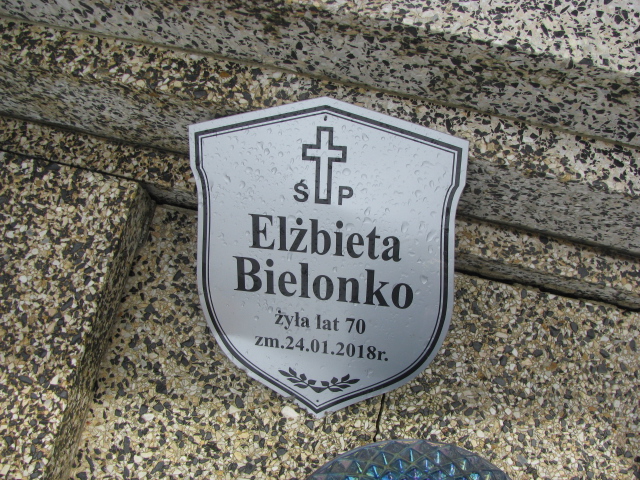 Ś P
Elżbieta
Bielonko
żyła lat 70
zm.24.01.2018r.